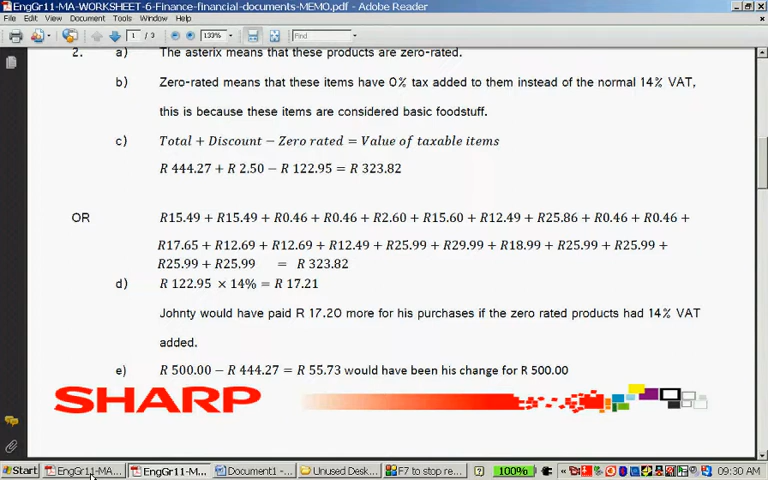 EngGr11-MA-WORKSHEET-6-Finance-financial-documents-MEMO.pdf - Adobe Reader
File Edit View Document Tools Window Help
1 / 3 133% Find
2. a) The asterix means that these products are zero-rated.
b) Zero-rated means that these items have 0% tax added to them instead of the normal 14% VAT,
this is because these items are considered basic foodstuff.
c) Total + Discount − Zero rated = Value of taxable items
R 444.27 + R 2.50 − R 122.95 = R 323.82
OR R15.49 + R15.49 + R0.46 + R0.46 + R2.60 + R15.60 + R12.49 + R25.86 + R0.46 + R0.46 +
R17.65 + R12.69 + R12.69 + R12.49 + R25.99 + R29.99 + R18.99 + R25.99 + R25.99 +
R25.99 + R25.99 = R 323.82
d) R 122.95 × 14% = R 17.21
Johnty would have paid R 17.20 more for his purchases if the zero rated products had 14% VAT
added.
e) R 500.00 − R 444.27 = R 55.73 would have been his change for R 500.00
SHARP
Start EngGr11-MA... EngGr11-M... Document1 -... Unused Desk... F7 to stop re... 100% 09:30 AM